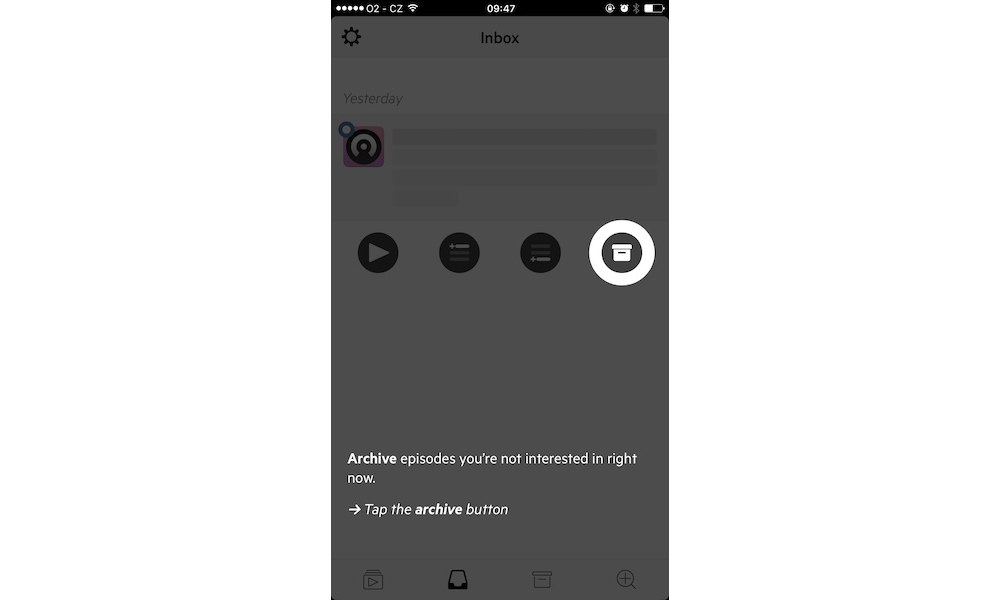 O2 - CZ 09:47
Inbox
Yesterday
Archive episodes you're not interested in right
now.
→ Tap the archive button